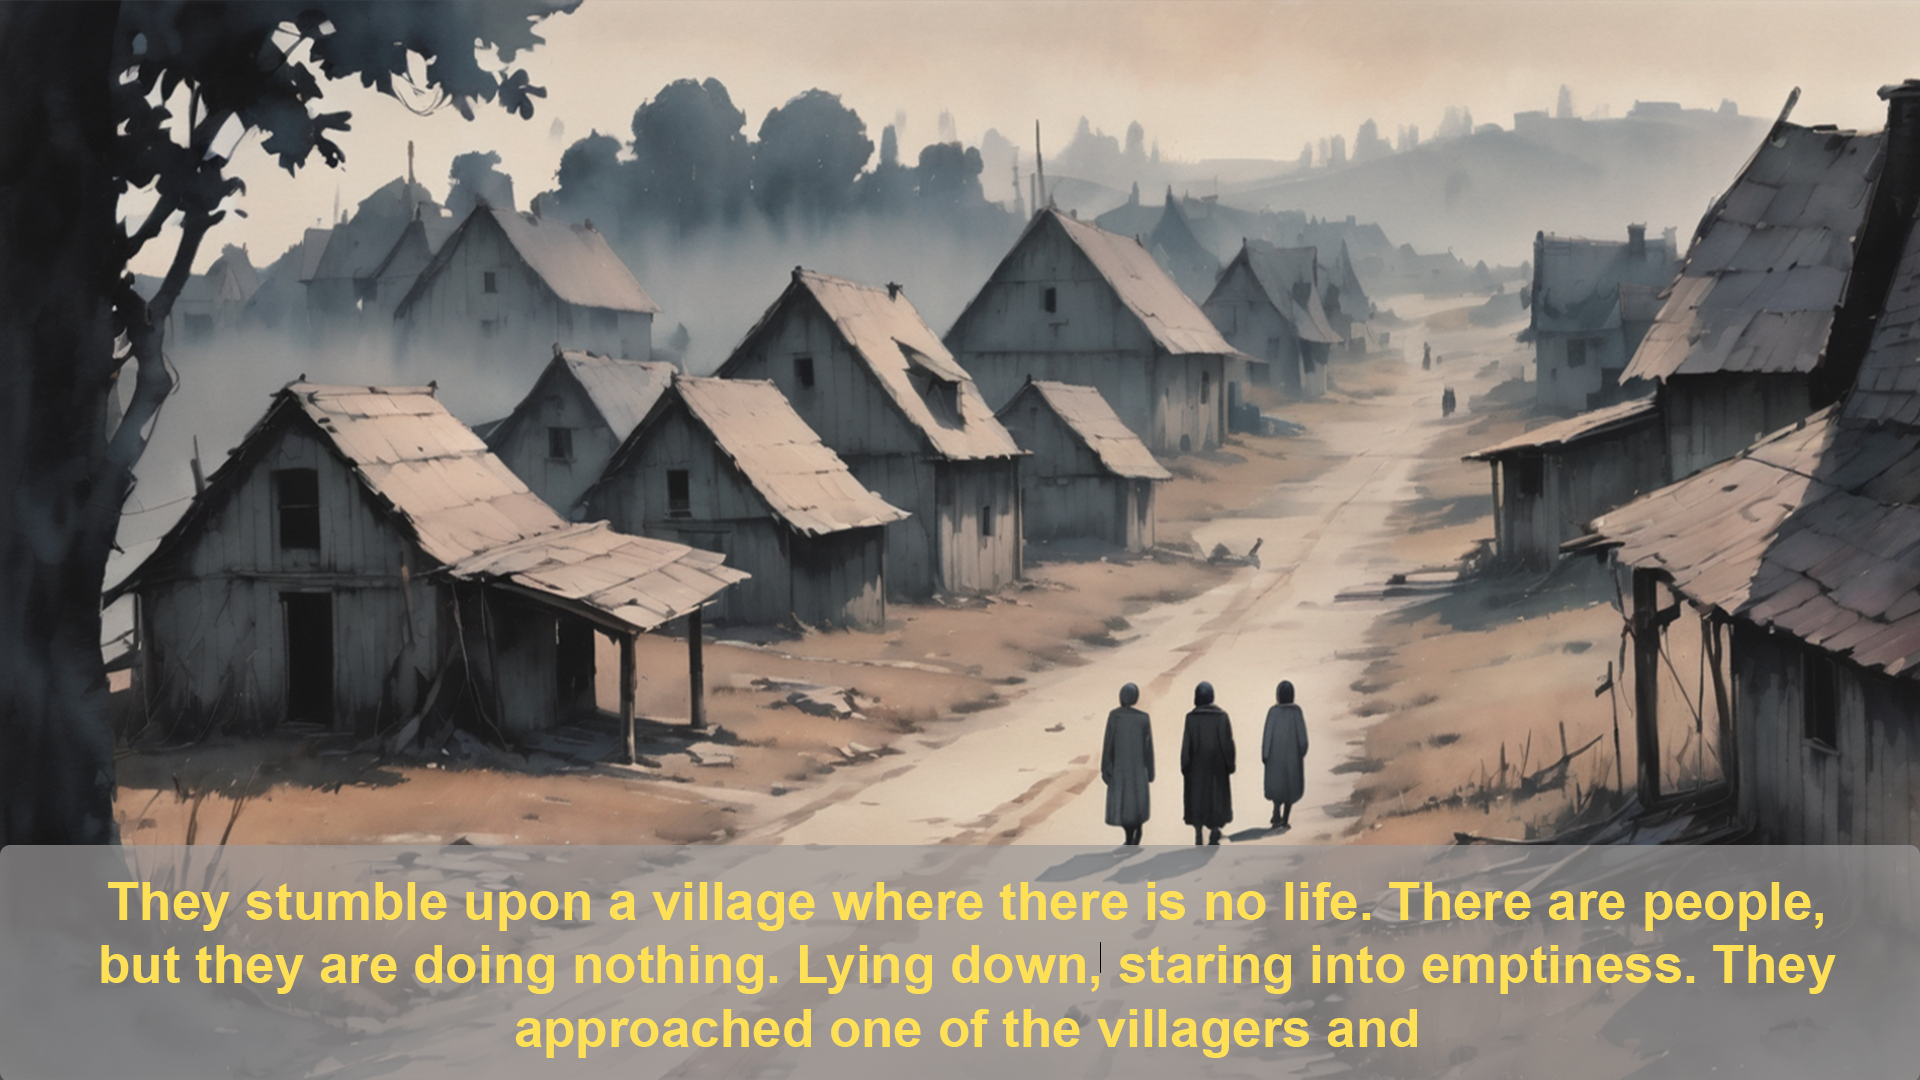 They stumble upon a village where there is no life. There are people,
but they are doing nothing. Lying down, staring into emptiness. They
approached one of the villagers and